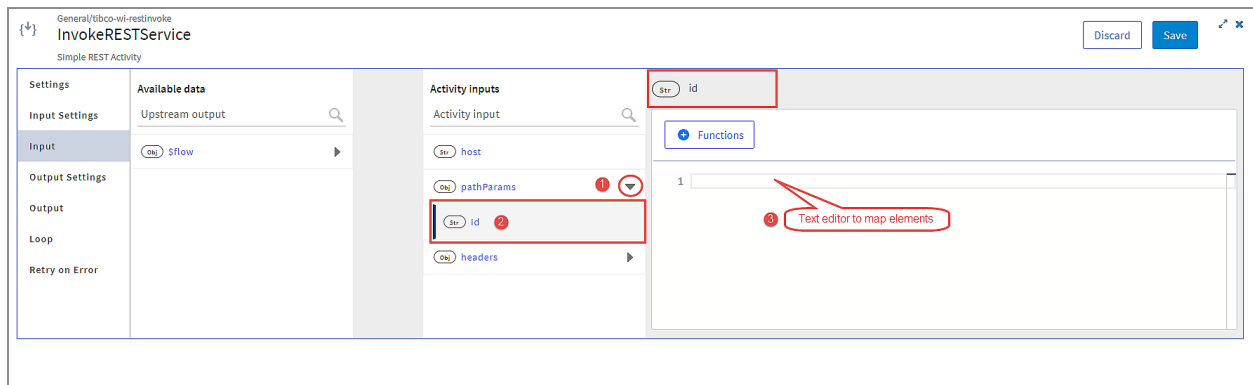 General/tibco-wi-restinvoke
InvokeRESTService
Simple REST Activity
Discard
Save
Settings
Input Settings
Input
Output Settings
Output
Loop
Retry on Error
Available data
Upstream output
Obj $flow
Activity inputs
Activity input
Str host
Obj pathParams 1
Str id 2
Obj headers
Str id
Functions
1
3 Text editor to map elements